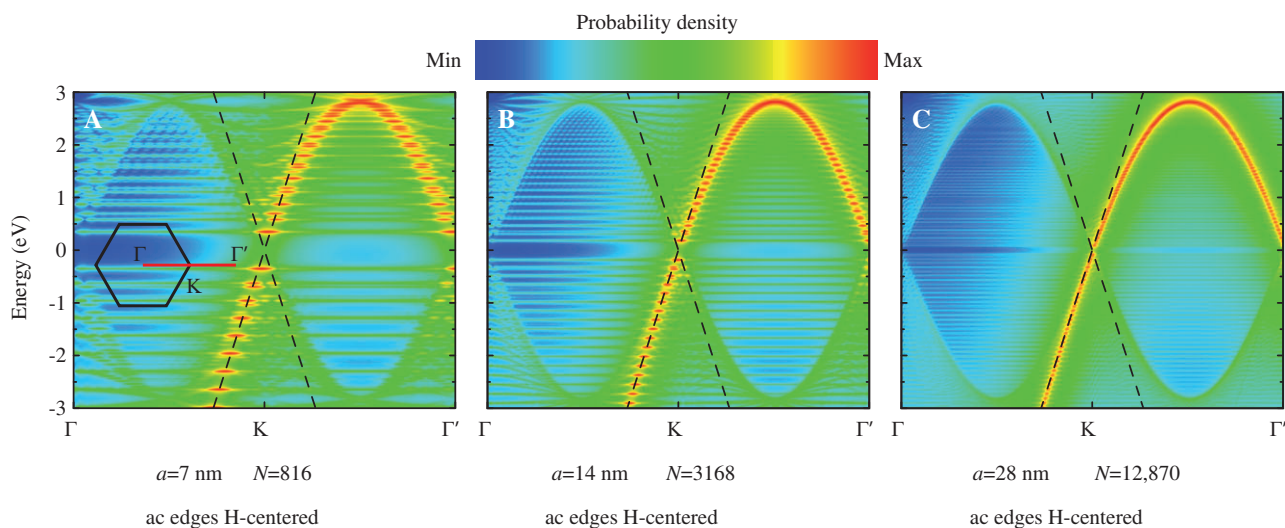 Probability density
Min Max
A B C
Energy (eV)
3
2
1
0
-1
-2
-3
Γ Γ′
K
Γ K Γ′ Γ K Γ′ Γ K Γ′
a=7 nm N=816 a=14 nm N=3168 a=28 nm N=12,870
ac edges H-centered ac edges H-centered ac edges H-centered